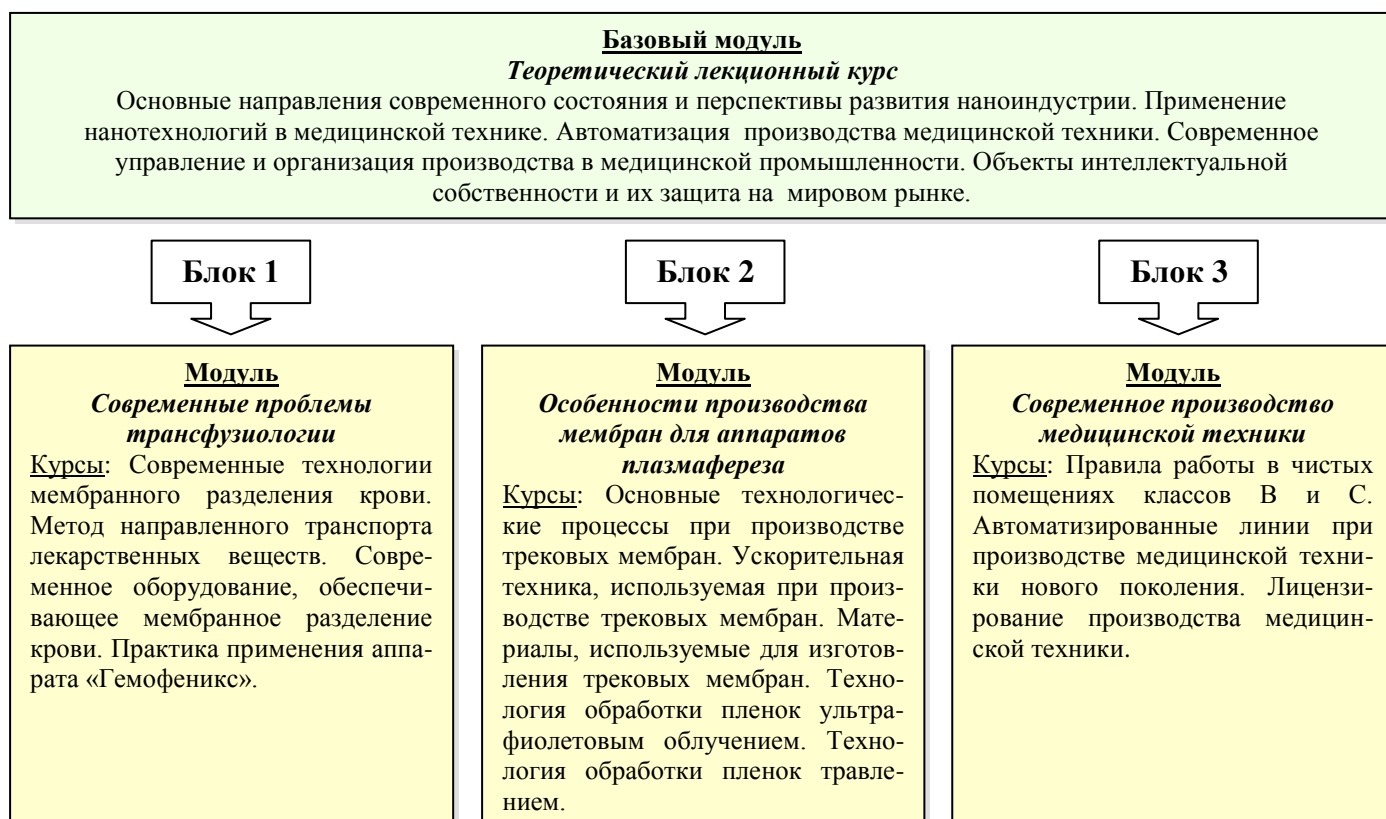 Базовый модуль
Теоретический лекционный курс
Основные направления современного состояния и перспективы развития наноиндустрии. Применение
нанотехнологий в медицинской технике. Автоматизация производства медицинской техники. Современное
управление и организация производства в медицинской промышленности. Объекты интеллектуальной
собственности и их защита на мировом рынке.
Блок 1
Блок 2
Блок 3
Модуль
Современные проблемы
трансфузиологии
Курсы: Современные технологии
мембранного разделения крови.
Метод направленного транспорта
лекарственных веществ. Совре-
менное оборудование, обеспечи-
вающее мембранное разделение
крови. Практика применения аппа-
рата «Гемофеникс».
Модуль
Особенности производства
мембран для аппаратов
плазмафереза
Курсы: Основные технологичес-
кие процессы при производстве
трековых мембран. Ускорительная
техника, используемая при произ-
водстве трековых мембран. Мате-
риалы, используемые для изготов-
ления трековых мембран. Техно-
логия обработки пленок ультра-
фиолетовым облучением. Техно-
логия обработки пленок травле-
нием.
Модуль
Современное производство
медицинской техники
Курсы: Правила работы в чистых
помещениях классов В и С.
Автоматизированные линии при
производстве медицинской техни-
ки нового поколения. Лицензи-
рование производства медицин-
ской техники.